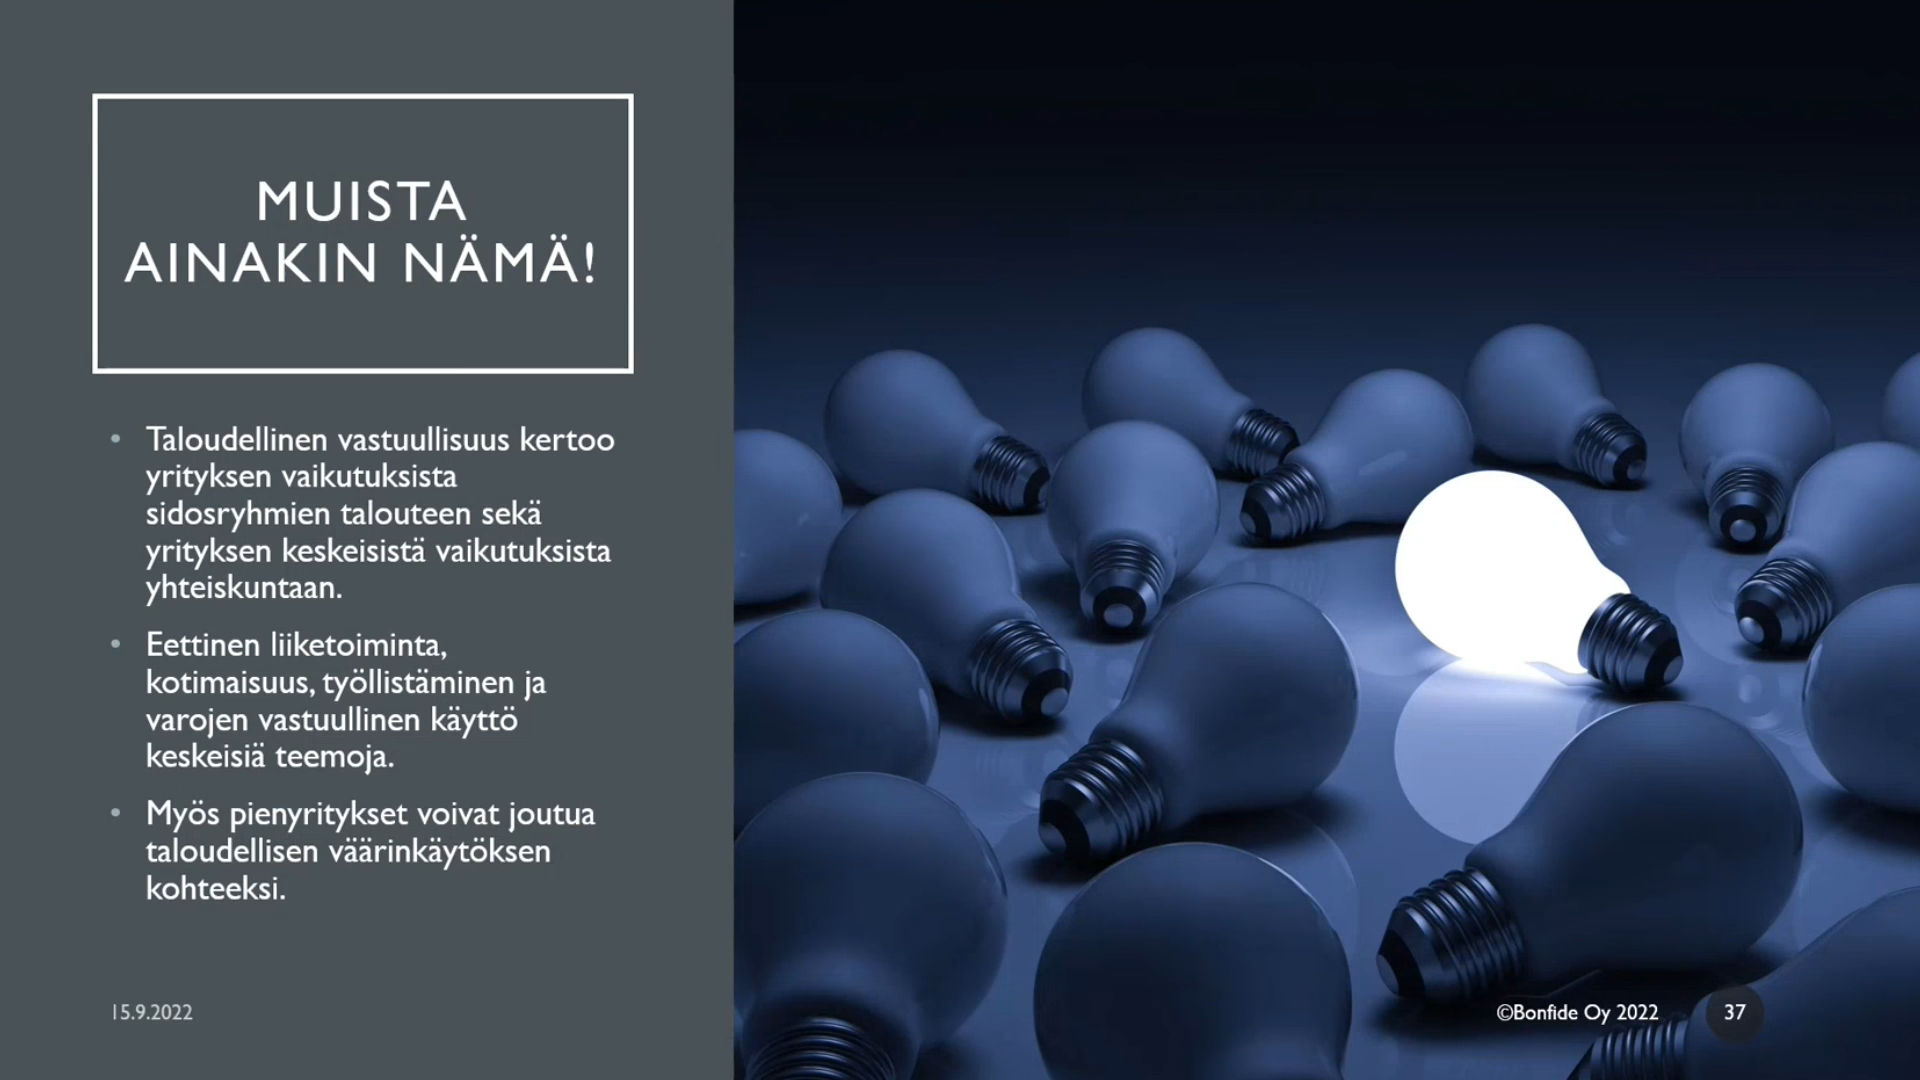 MUISTA
AINAKIN NÄMÄ!
• Taloudellinen vastuullisuus kertoo
yrityksen vaikutuksista
sidosryhmien talouteen sekä
yrityksen keskeisistä vaikutuksista
yhteiskuntaan.
• Eettinen liiketoiminta,
kotimaisuus, työllistäminen ja
varojen vastuullinen käyttö
keskeisiä teemoja.
• Myös pienyritykset voivat joutua
taloudellisen väärinkäytöksen
kohteeksi.
15.9.2022
©Bonfide Oy 2022
37